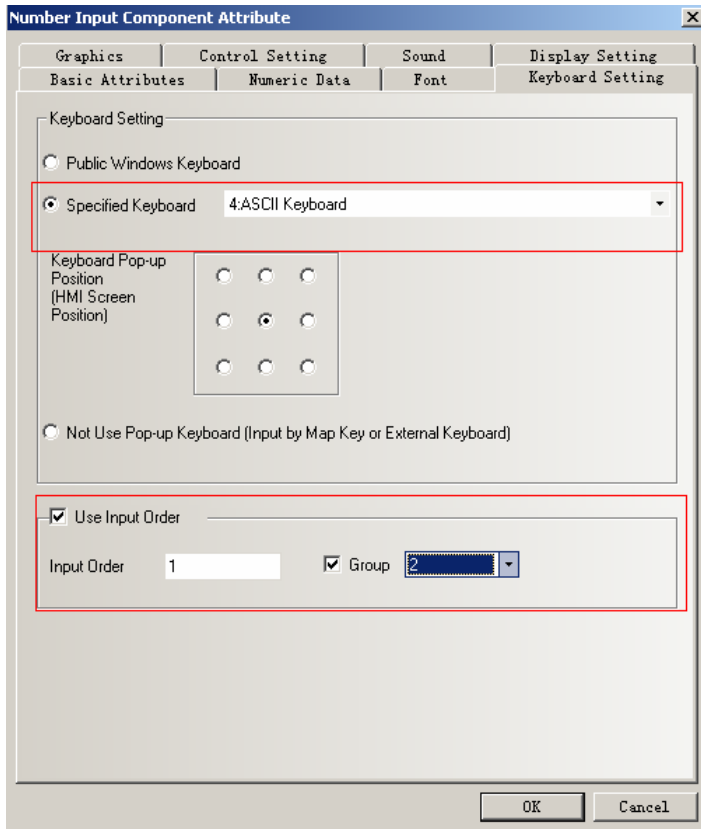 Number Input Component Attribute
Graphics Control Setting Sound Display Setting
Basic Attributes Numeric Data Font Keyboard Setting
Keyboard Setting
Public Windows Keyboard
Specified Keyboard 4:ASCII Keyboard
Keyboard Pop-up
Position
(HMI Screen
Position)
Not Use Pop-up Keyboard (Input by Map Key or External Keyboard)
Use Input Order
Input Order 1 Group 2
OK Cancel